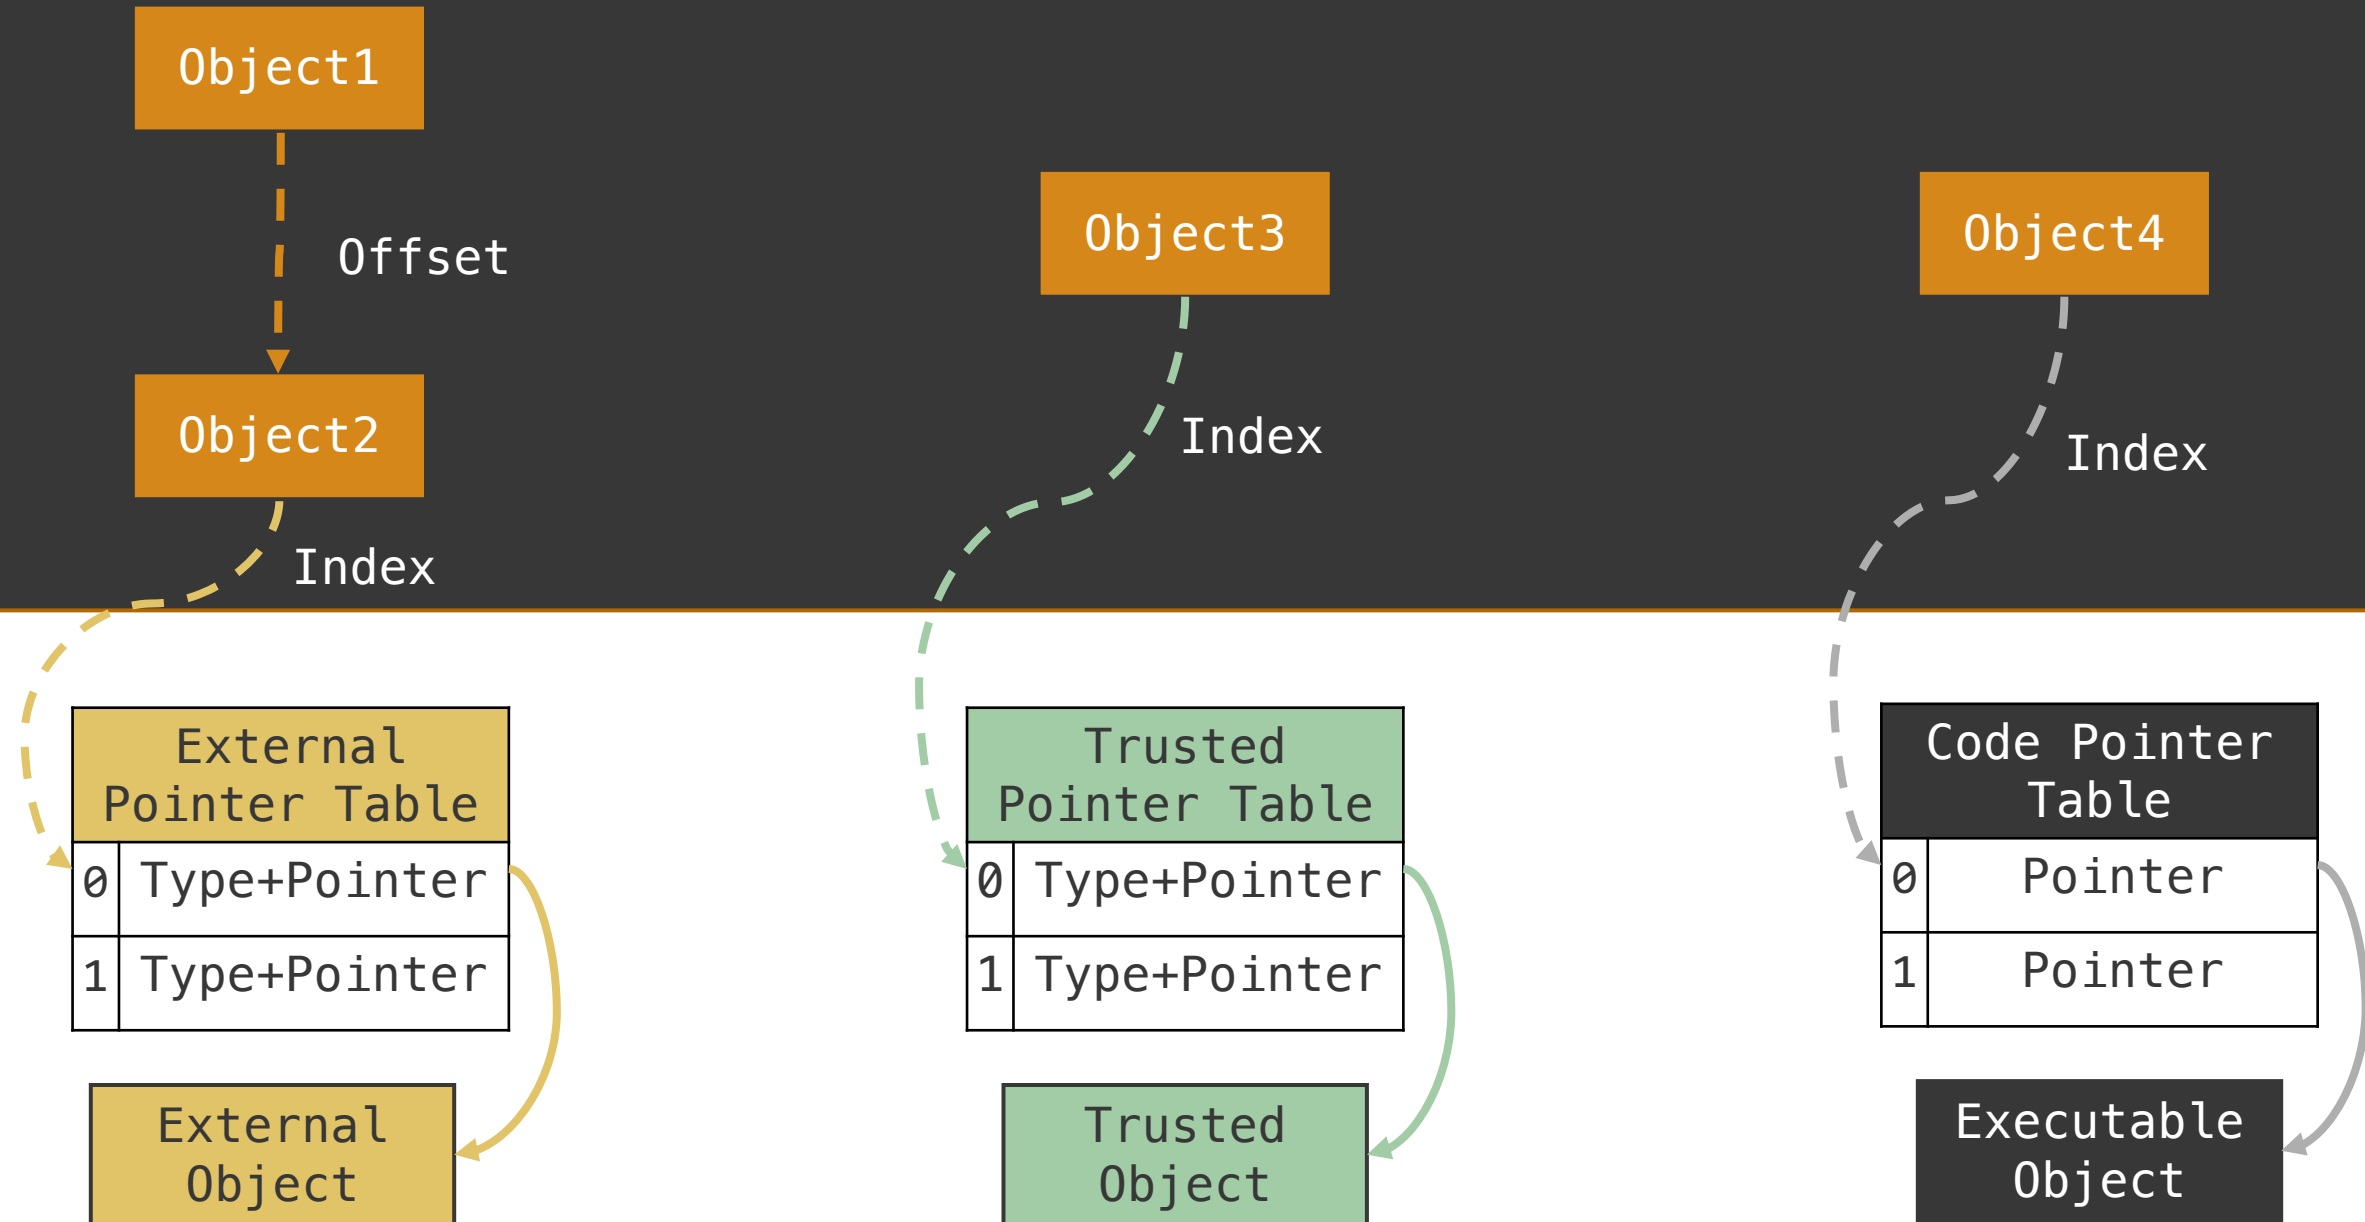 Object1
Offset
Object2
Index
Object3
Index
Object4
Index
External
Pointer Table
0 Type+Pointer
1 Type+Pointer
External
Object
Trusted
Pointer Table
0 Type+Pointer
1 Type+Pointer
Trusted
Object
Code Pointer
Table
0 Pointer
1 Pointer
Executable
Object